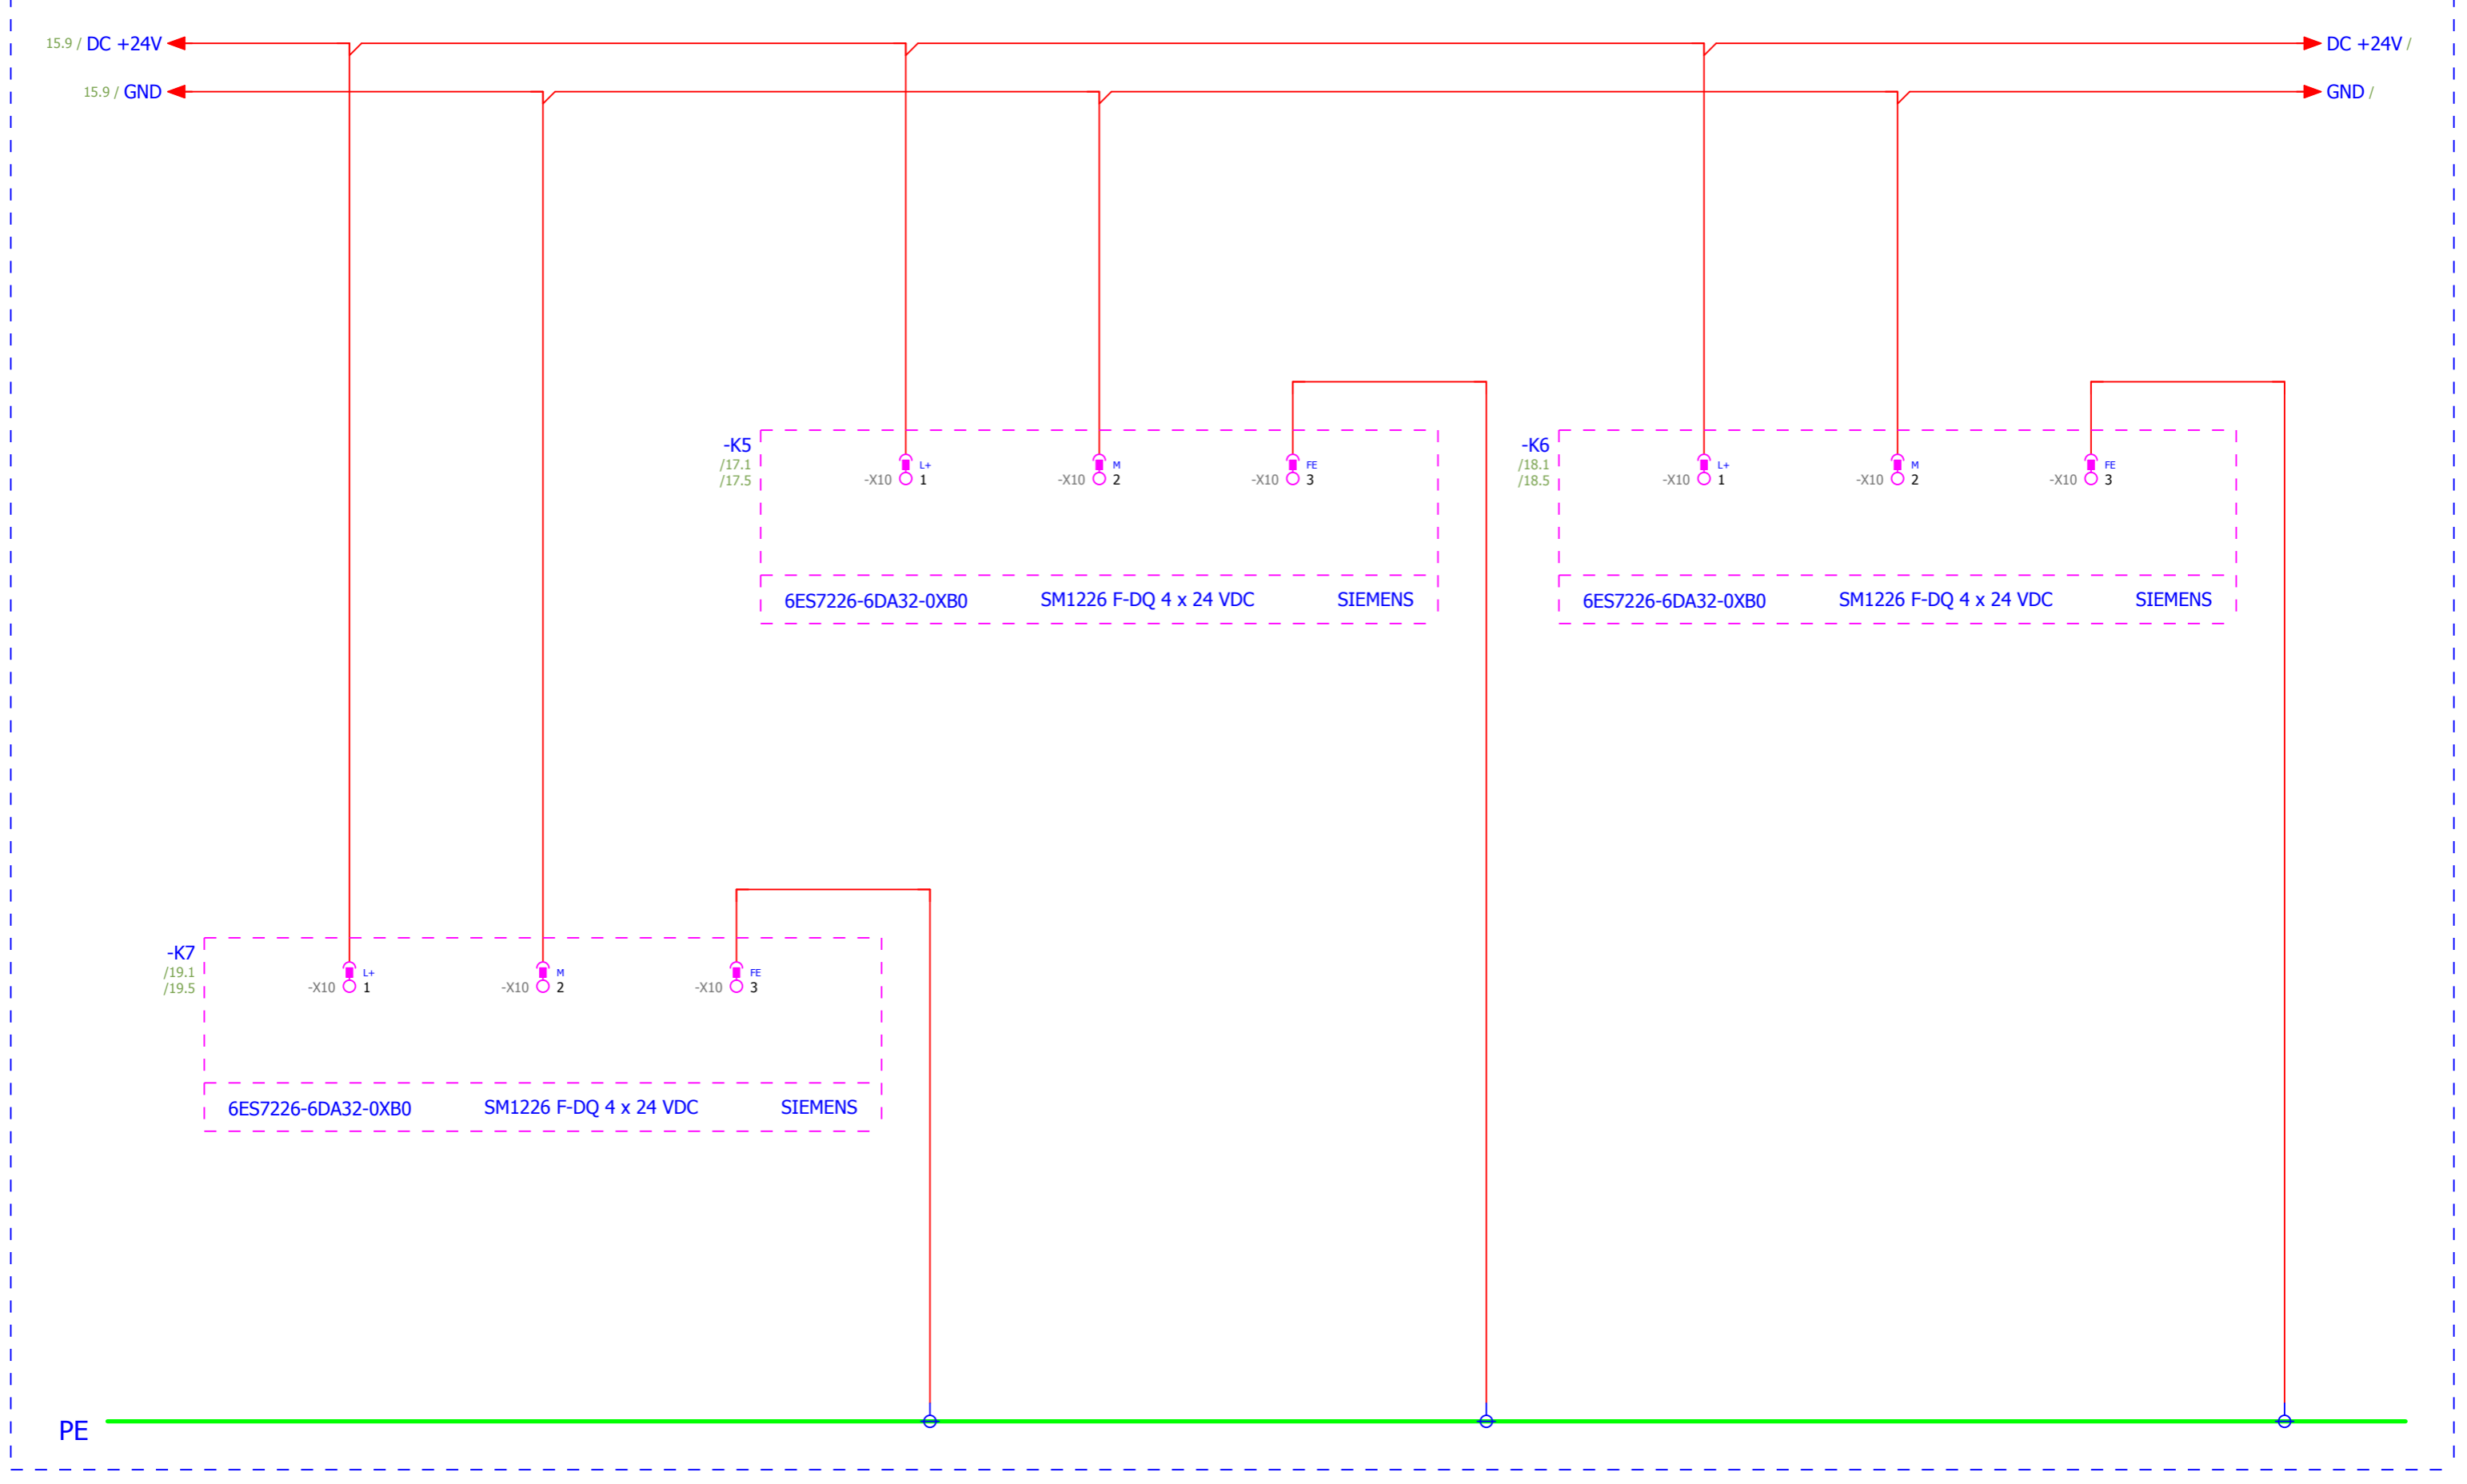 15.9 / DC +24V DC +24V /
15.9 / GND GND /
-K5
/17.1
/17.5
L+ M FE
-X10 1 -X10 2 -X10 3
6ES7226-6DA32-0XB0 SM1226 F-DQ 4 x 24 VDC SIEMENS
-K6
/18.1
/18.5
L+ M FE
-X10 1 -X10 2 -X10 3
6ES7226-6DA32-0XB0 SM1226 F-DQ 4 x 24 VDC SIEMENS
-K7
/19.1
/19.5
L+ M FE
-X10 1 -X10 2 -X10 3
6ES7226-6DA32-0XB0 SM1226 F-DQ 4 x 24 VDC SIEMENS
PE